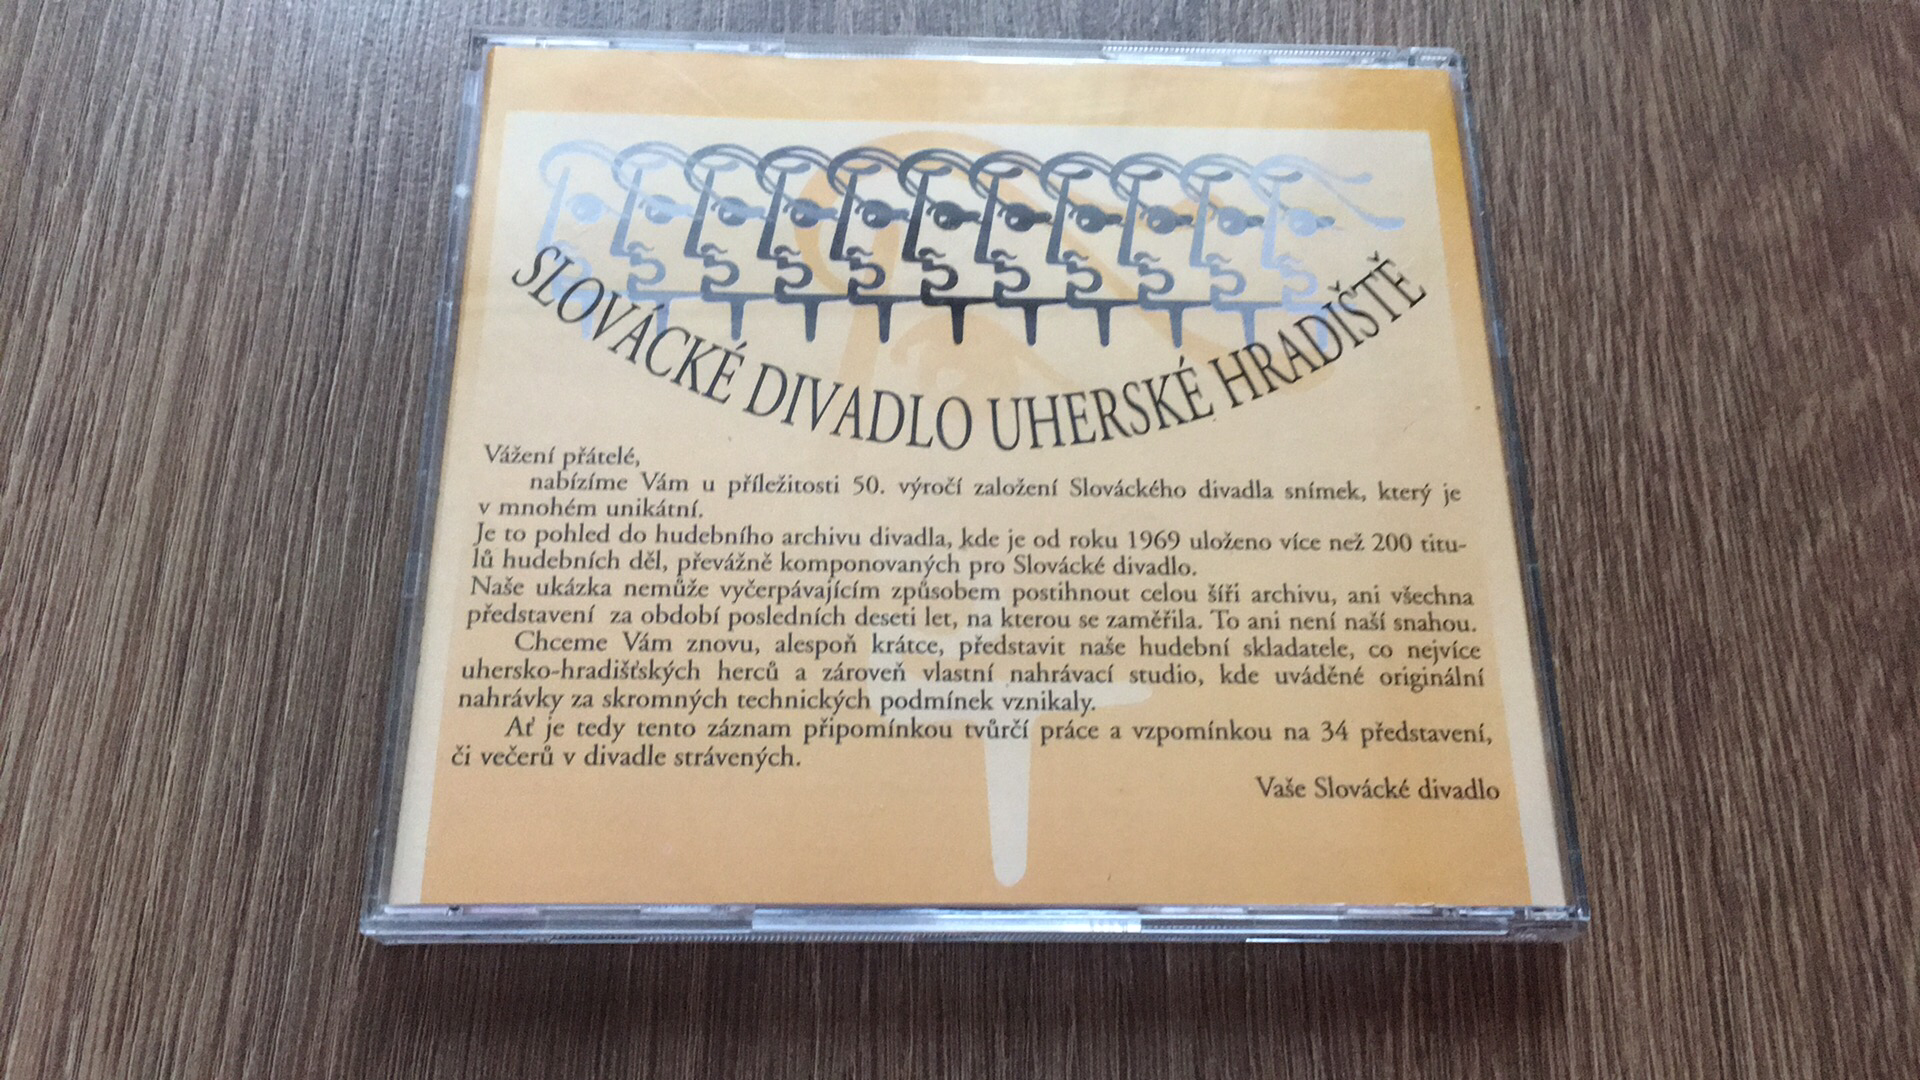 SLOVÁCKÉ DIVADLO UHERSKÉ HRADIŠTĚ
Vážení přátelé,
nabízíme Vám u příležitosti 50. výročí založení Slováckého divadla snímek, který je
v mnohém unikátní.
Je to pohled do hudebního archivu divadla, kde je od roku 1969 uloženo více než 200 titu-
lů hudebních děl, převážně komponovaných pro Slovácké divadlo.
Naše ukázka nemůže vyčerpávajícím způsobem postihnout celou šíři archivu, ani všechna
představení za období posledních deseti let, na kterou se zaměřila. To ani není naší snahou.
Chceme Vám znovu, alespoň krátce, představit naše hudební skladatele, co nejvíce
uhersko-hradišťských herců a zároveň vlastní nahrávací studio, kde uváděné originální
nahrávky za skromných technických podmínek vznikaly.
Ať je tedy tento záznam připomínkou tvůrčí práce a vzpomínkou na 34 představení,
či večerů v divadle strávených.
Vaše Slovácké divadlo